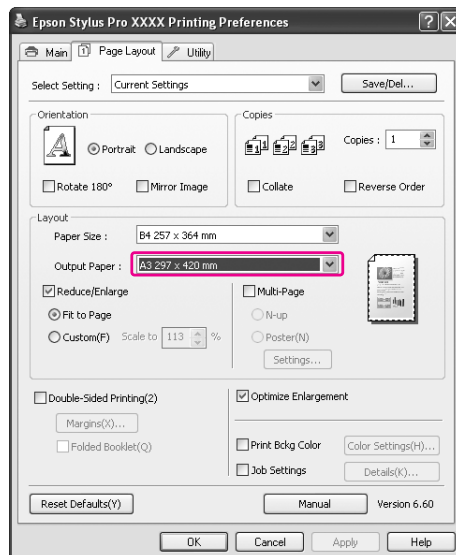 Epson Stylus Pro XXXX Printing Preferences
Main Page Layout Utility
Select Setting : Current Settings Save/Del...
Orientation
Portrait Landscape
Rotate 180° Mirror Image
Copies
Copies : 1
Collate Reverse Order
Layout
Paper Size : B4 257 x 364 mm
Output Paper : A3 297 x 420 mm
Reduce/Enlarge
Fit to Page
Custom(F) Scale to 113 %
Multi-Page
N-up
Poster(N)
Settings...
Double-Sided Printing(2)
Margins(X)...
Folded Booklet(Q)
Optimize Enlargement
Print Bckg Color Color Settings(H)...
Job Settings Details(K)...
Reset Defaults(Y) Manual Version 6.60
OK Cancel Apply Help